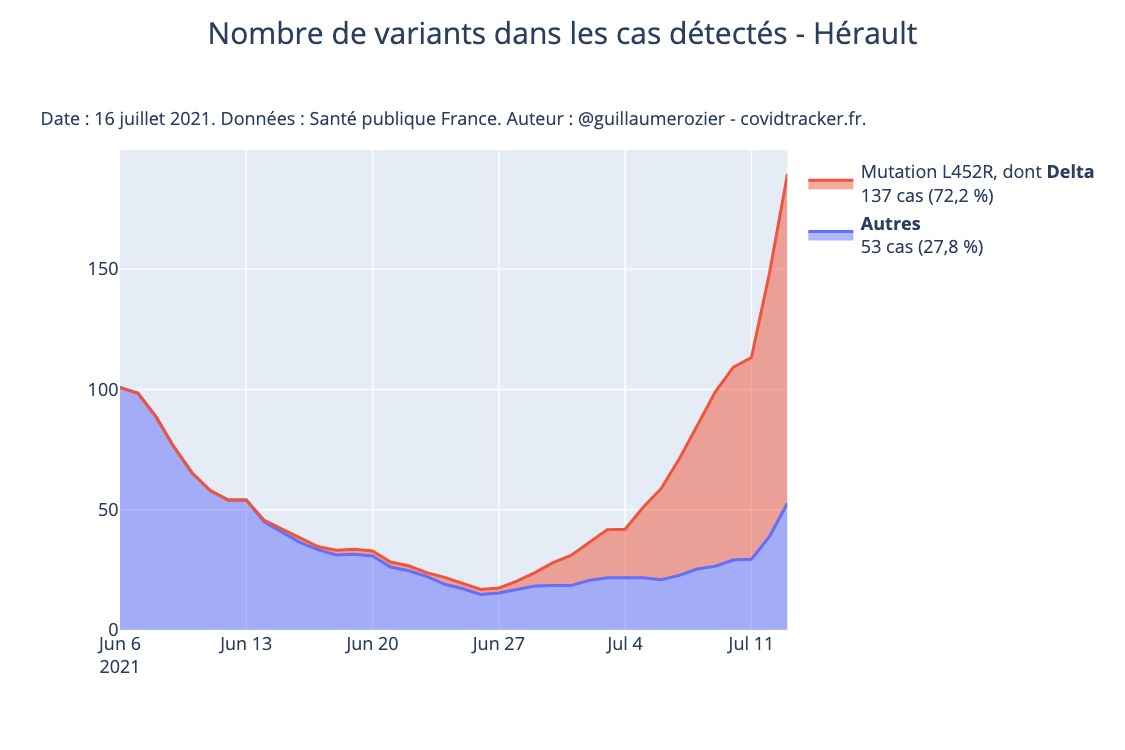 Nombre de variants dans les cas détectés - Hérault
Date : 16 juillet 2021. Données : Santé publique France. Auteur : @guillaumerozier - covidtracker.fr.
Mutation L452R, dont Delta
137 cas (72,2 %)
Autres
53 cas (27,8 %)
150
100
50
0
Jun 6 Jun 13 Jun 20 Jun 27 Jul 4 Jul 11
2021